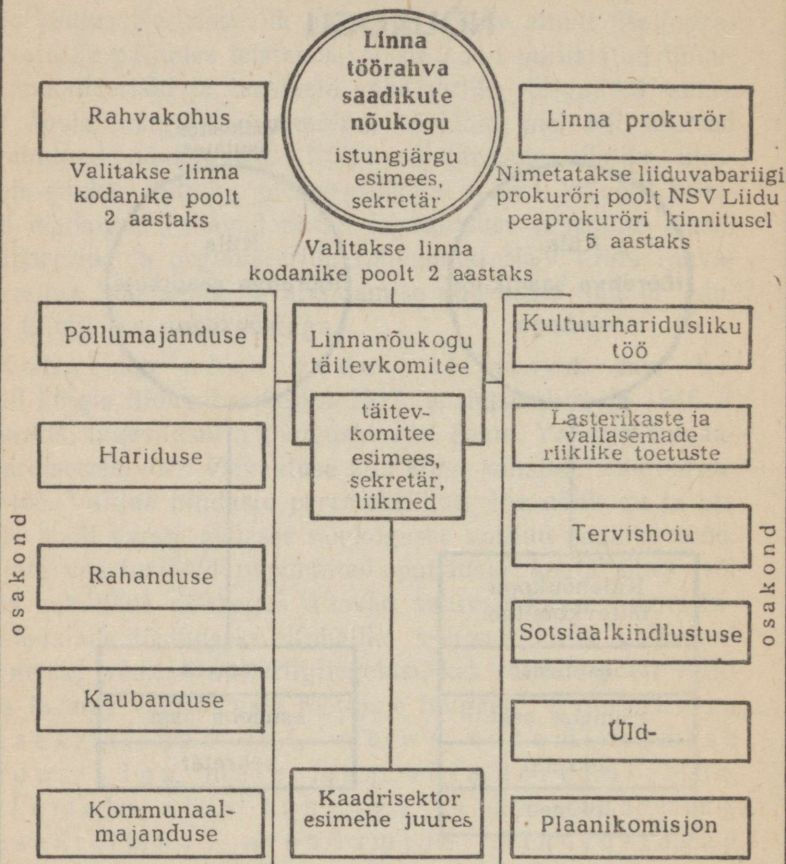 Linna
töörahva
saadikute
nõukogu
istungjärgu
esimees,
sekretär
Rahvakohus
Valitakse linna
kodanike poolt
2 aastaks
Linna prokurör
Nimetatakse liiduvabariigi
prokuröri poolt NSV Liidu
peaprokuröri kinnitusel
5 aastaks
Valitakse linna
kodanike poolt 2 aastaks
Linnanõukogu
täitevkomitee
täitev-
komitee
esimees,
sekretär,
liikmed
Kaadrisektor
esimehe juures
osakond
Põllumajanduse
Hariduse
Rahanduse
Kaubanduse
Kommunaal-
majanduse
Kultuurharidusliku
töö
Lasterikaste ja
vallasemade
riiklike toetuste
Tervishoiu
Sotsiaalkindlustuse
Üld-
Plaanikomisjon
osakond